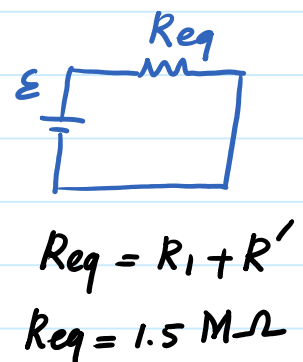 Req
ε
Req = R₁ + R′
Req = 1.5 MΩ